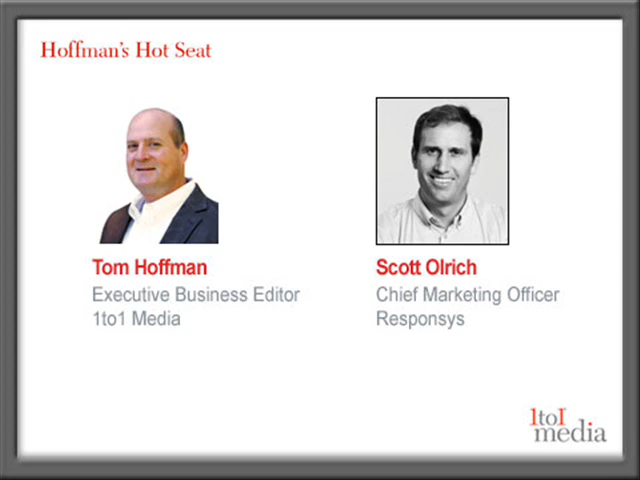 Hoffman's Hot Seat
Tom Hoffman
Executive Business Editor
1to1 Media
Scott Olrich
Chief Marketing Officer
Responsys
1to1
media